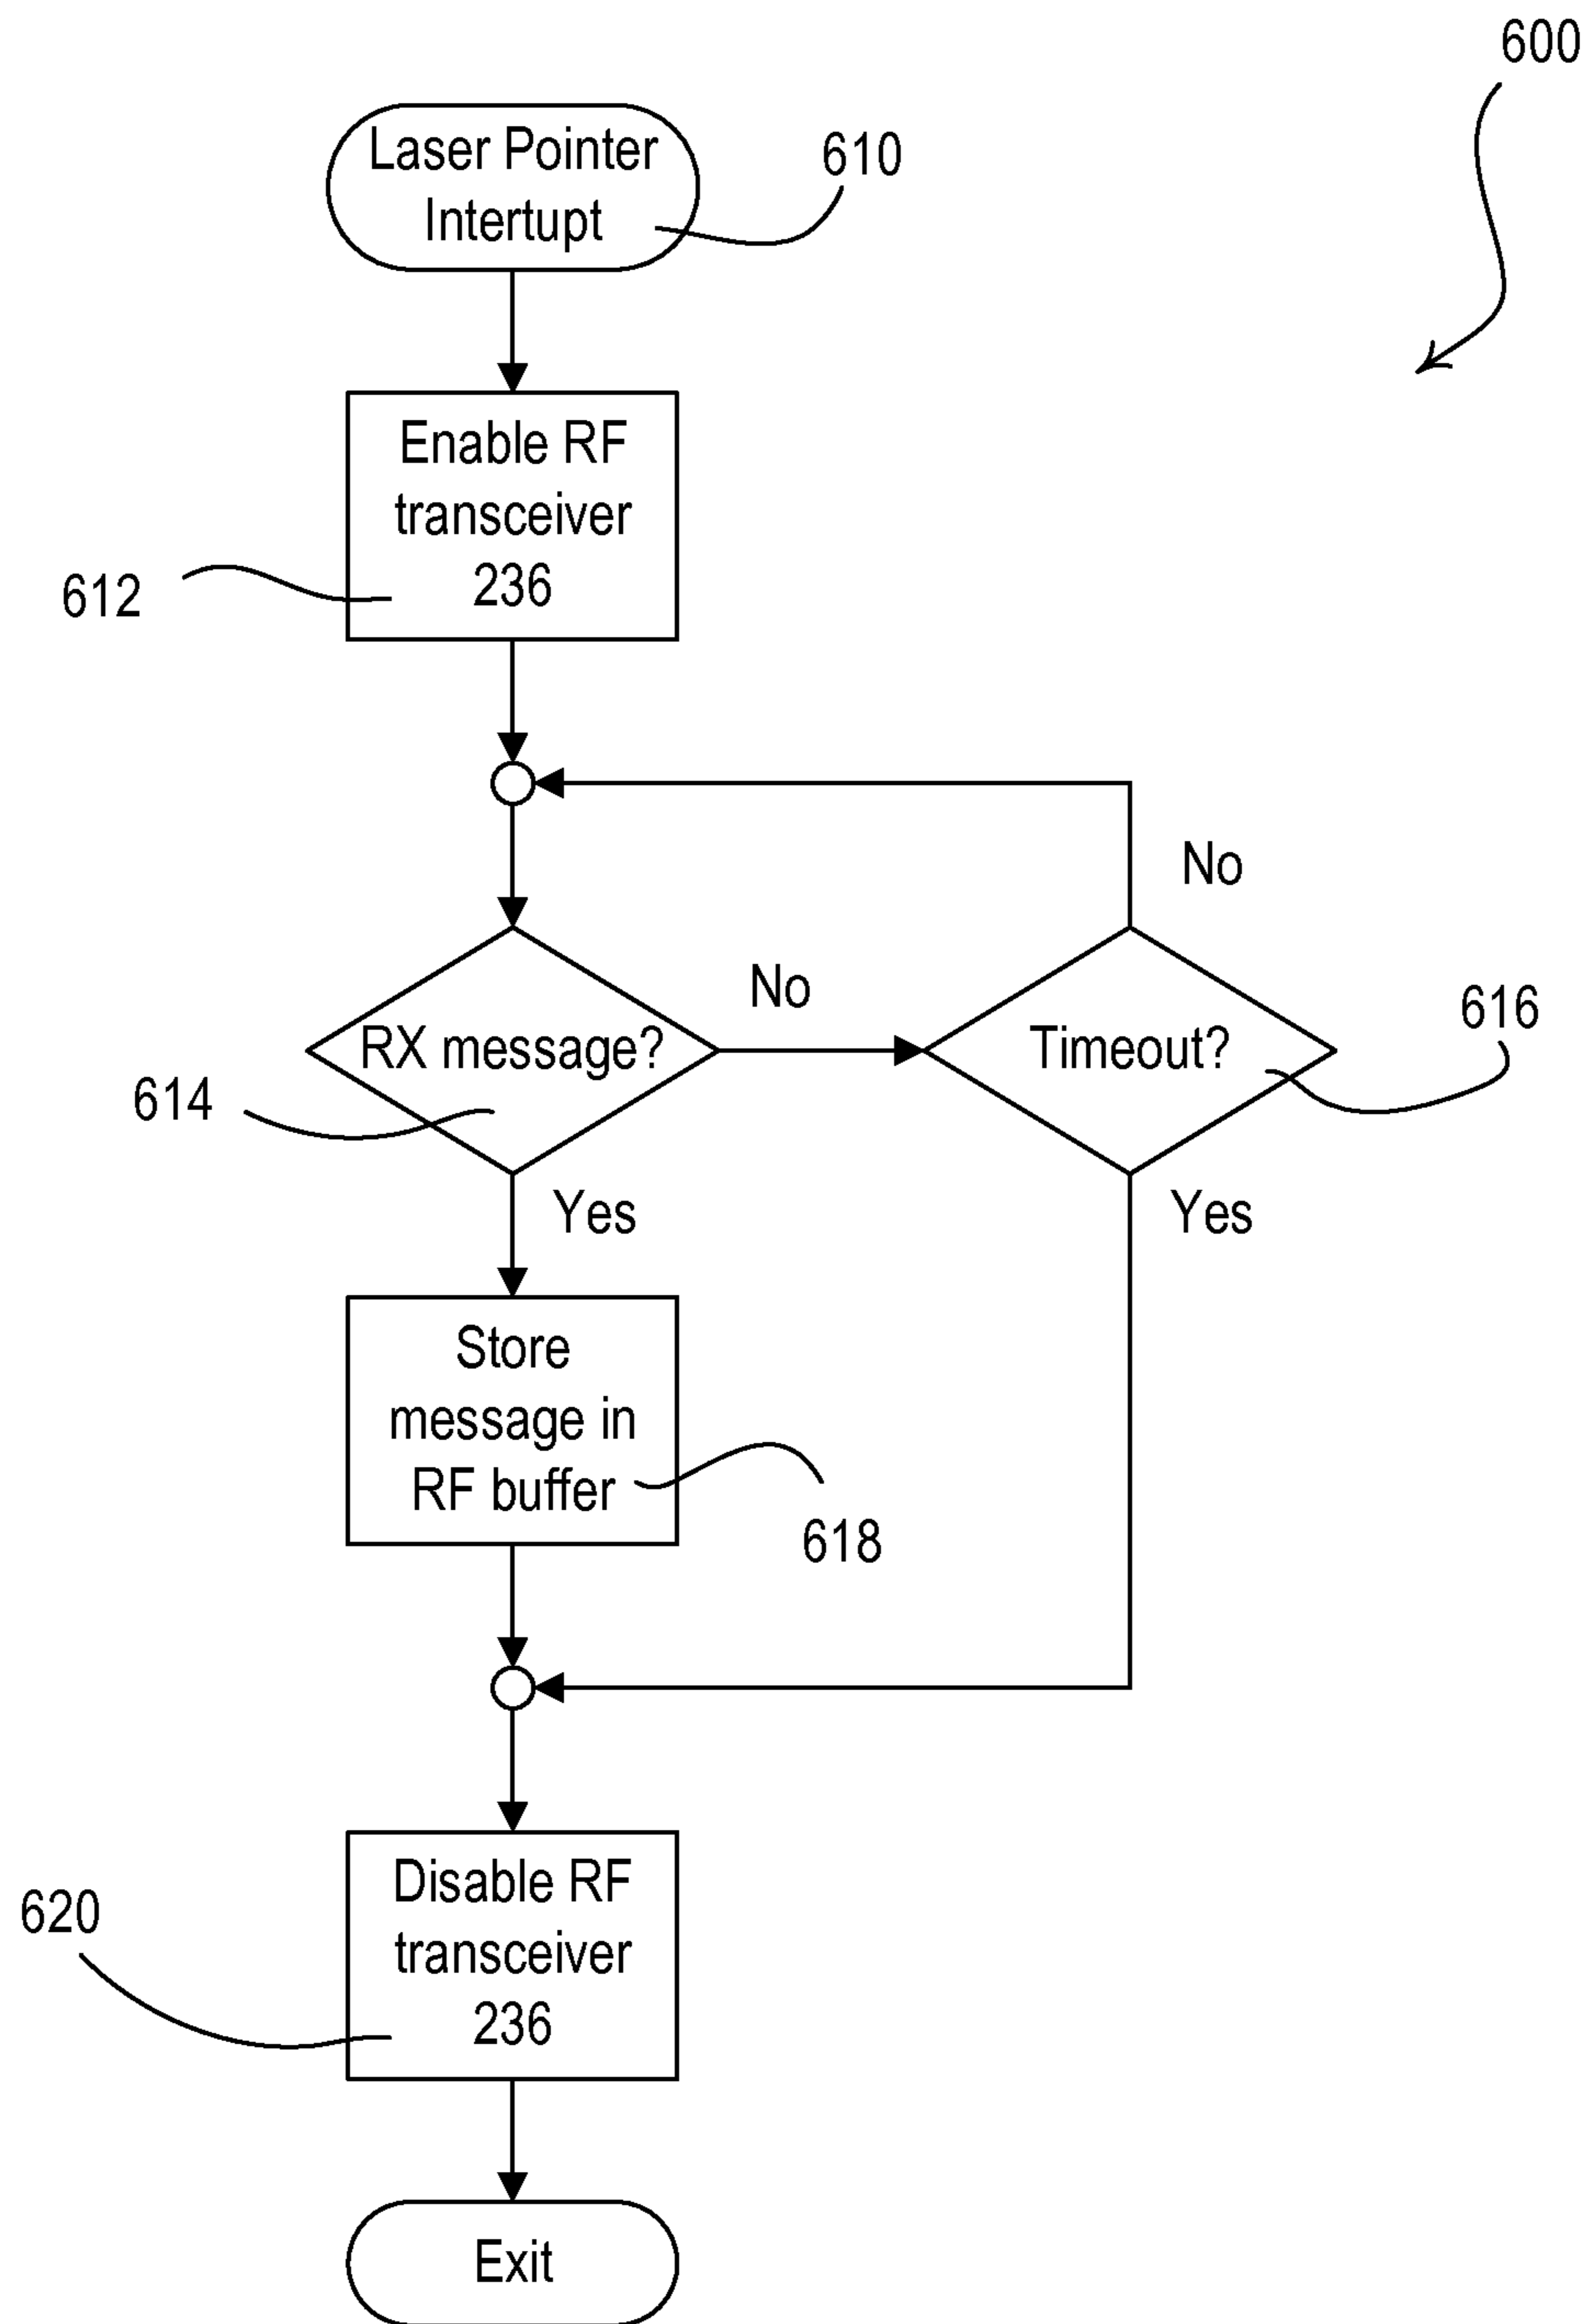 600
Laser Pointer
Intertupt
610
Enable RF
transceiver
236
612
No
RX message?
No
Timeout?
616
614
Yes
Yes
Store
message in
RF buffer
618
Disable RF
transceiver
236
620
Exit